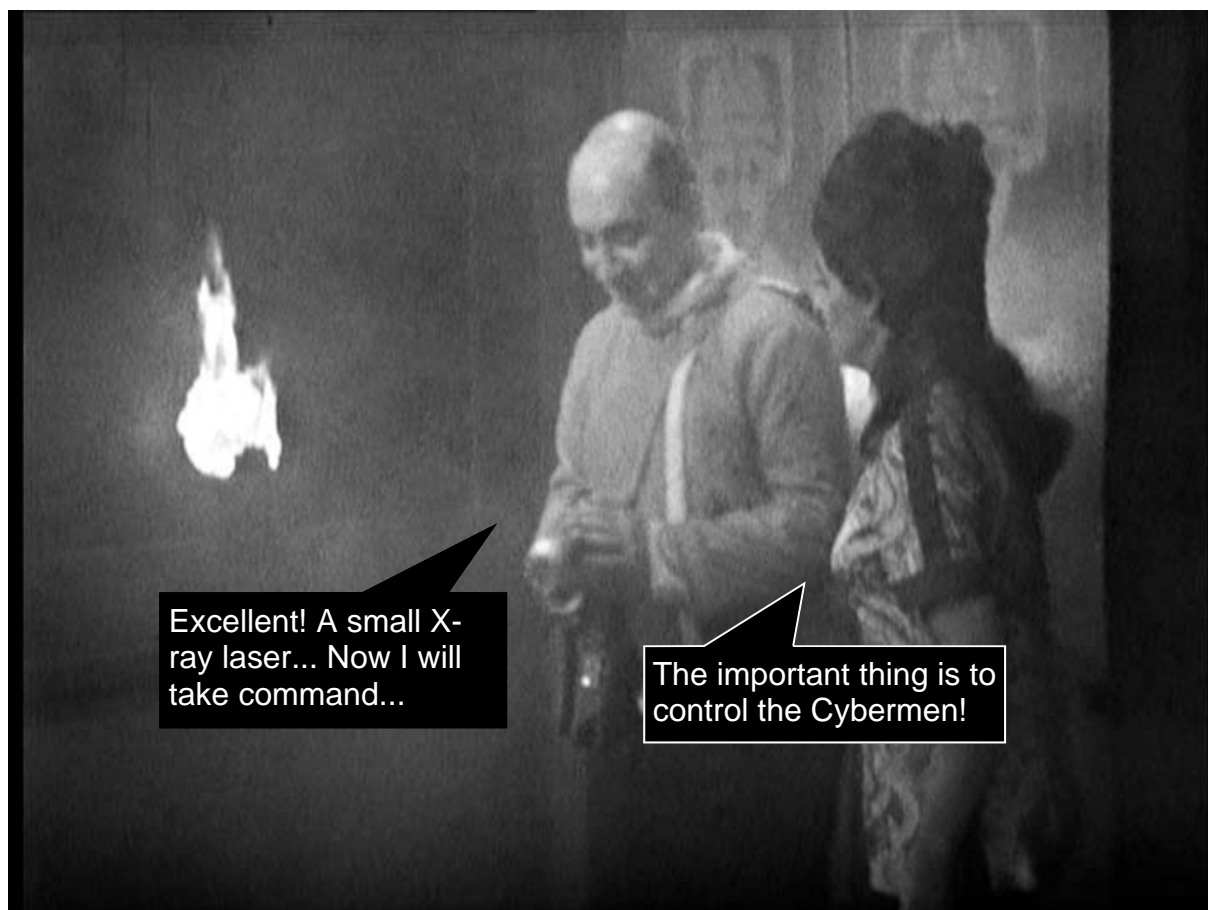 Excellent! A small X-
ray laser... Now I will
take command...
The important thing is to
control the Cybermen!